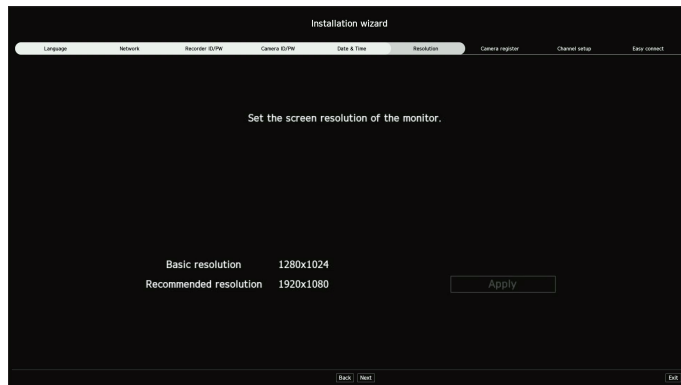 Installation wizard
Language Network Recorder ID/PW Camera ID/PW Date & Time Resolution Camera register Channel setup Easy connect
Set the screen resolution of the monitor.
Basic resolution 1280x1024
Recommended resolution 1920x1080 Apply
Back Next Exit